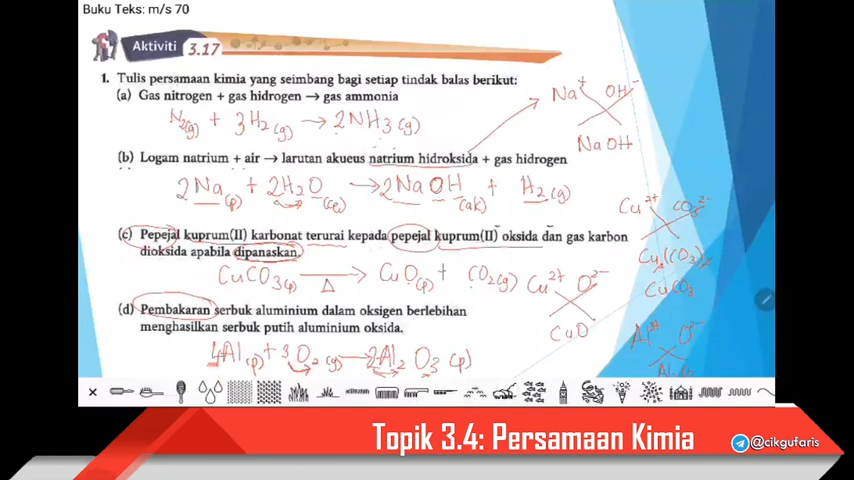 Buku Teks: m/s 70
Aktiviti 3.17
1. Tulis persamaan kimia yang seimbang bagi setiap tindak balas berikut:
(a) Gas nitrogen + gas hidrogen → gas ammonia
N₂(g) + 3H₂(g) → 2NH₃(g)
Na⁺ OH⁻
NaOH
(b) Logam natrium + air → larutan akueus natrium hidroksida + gas hidrogen
2Na(p) + 2H₂O(ce) → 2NaOH(ak) + H₂(g)
Cu²⁺ CO₃²⁻
Cu₂(CO₃)₂
CuCO₃
(c) Pepejal kuprum(II) karbonat terurai kepada pepejal kuprum(II) oksida dan gas karbon
dioksida apabila dipanaskan.
CuCO₃(p) → CuO(p) + CO₂(g)
Δ
Cu²⁺ O²⁻
CuO
(d) Pembakaran serbuk aluminium dalam oksigen berlebihan
menghasilkan serbuk putih aluminium oksida.
4Al(p) + 3O₂(g) → 2Al₂O₃(p)
Al³⁺ O²⁻
Topik 3.4: Persamaan Kimia
@cikgufaris